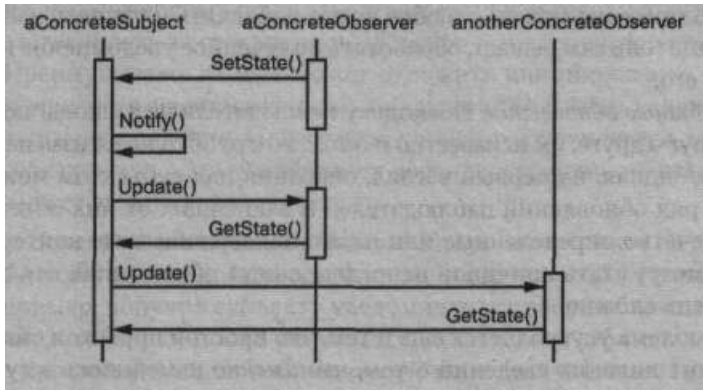 aConcreteSubject aConcreteObserver anotherConcreteObserver
SetState()
Notify()
Update()
GetState()
Update()
GetState()